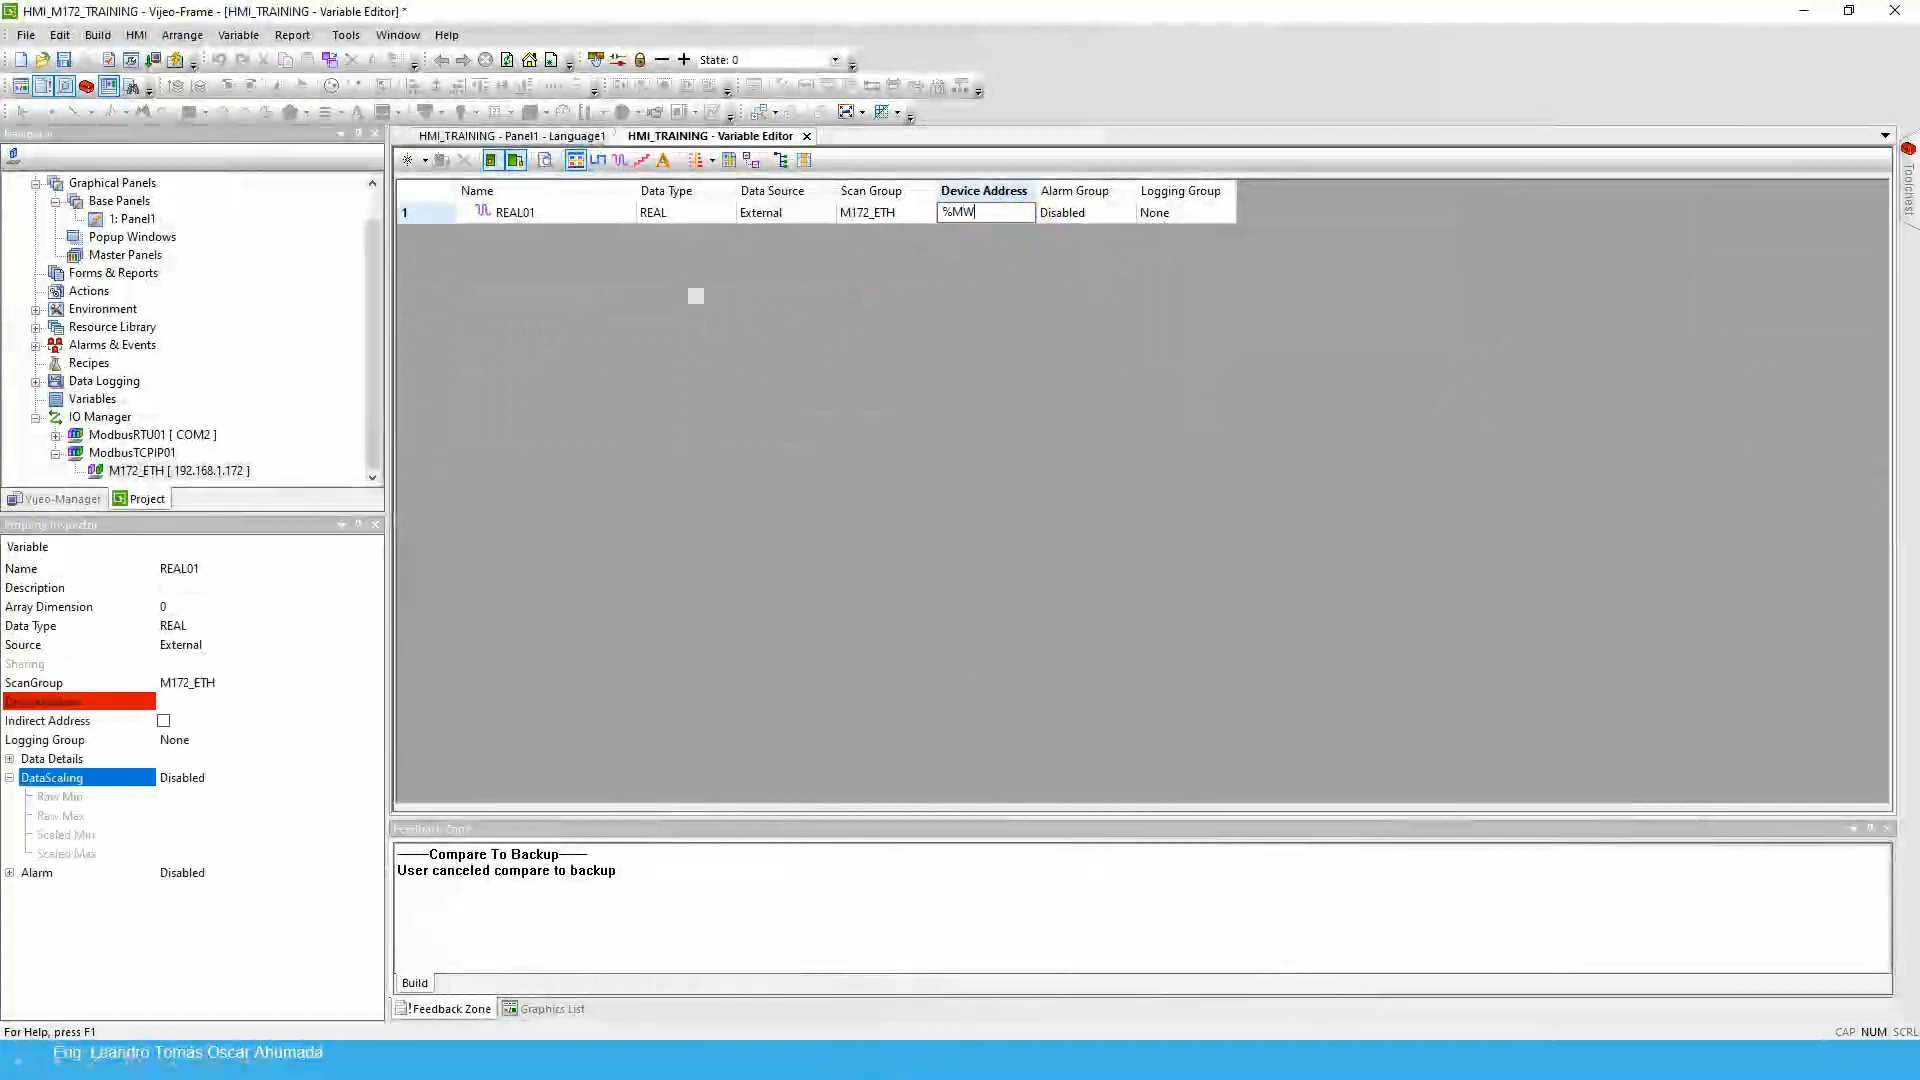 HMI_M172_TRAINING - Vijeo-Frame - [HMI_TRAINING - Variable Editor] *
File Edit Build HMI Arrange Variable Report Tools Window Help
State: 0
Navigator
HMI_TRAINING - Panel1 - Language1 HMI_TRAINING - Variable Editor
Toolchest
Name Data Type Data Source Scan Group Device Address Alarm Group Logging Group
1 REAL01 REAL External M172_ETH %MW Disabled None
Graphical Panels
Base Panels
1: Panel1
Popup Windows
Master Panels
Forms & Reports
Actions
Environment
Resource Library
Alarms & Events
Recipes
Data Logging
Variables
IO Manager
ModbusRTU01 [ COM2 ]
ModbusTCPIP01
M172_ETH [ 192.168.1.172 ]
Vijeo-Manager Project
Property Inspector
Variable
Name REAL01
Description
Array Dimension 0
Data Type REAL
Source External
Sharing
ScanGroup M172_ETH
Indirect Address
Logging Group None
Data Details
DataScaling Disabled
Raw Min
Raw Max
Scaled Min
Scaled Max
Alarm Disabled
Feedback Zone
-----Compare To Backup-----
User canceled compare to backup
Build
Feedback Zone Graphics List
For Help, press F1
CAP NUM SCRL
Eng. Leandro Tomás Oscar Ahumada